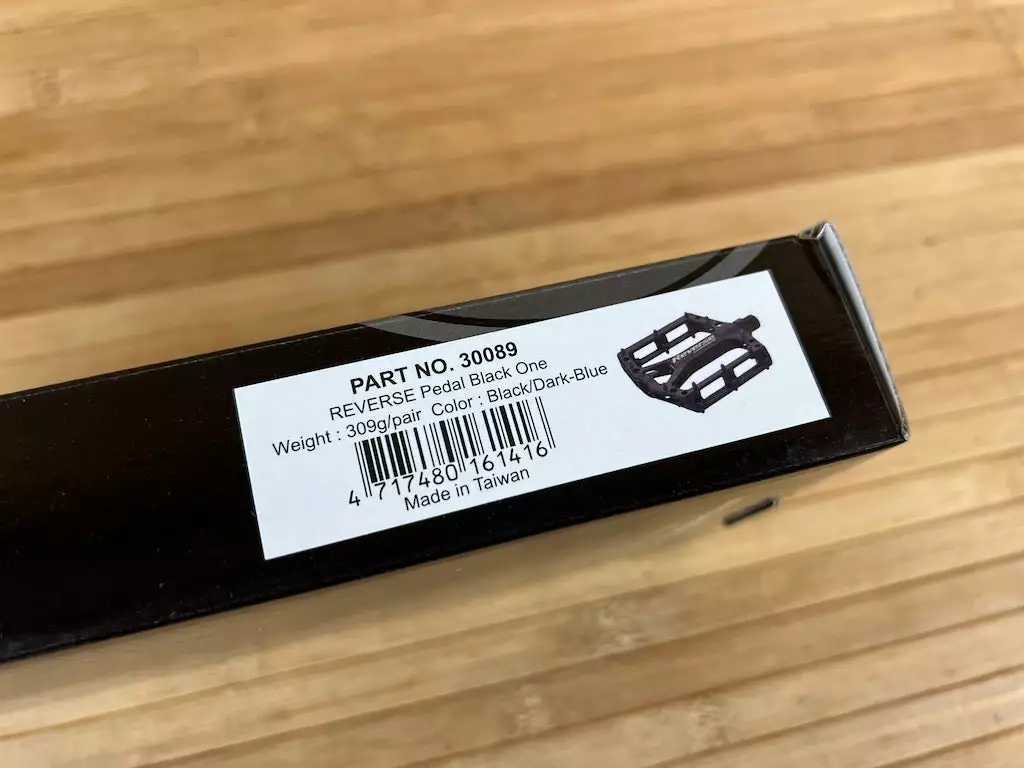 PART NO. 30089
REVERSE Pedal Black One
Weight : 309g/pair Color : Black/Dark-Blue
4 717480 161416
Made in Taiwan
Reverse